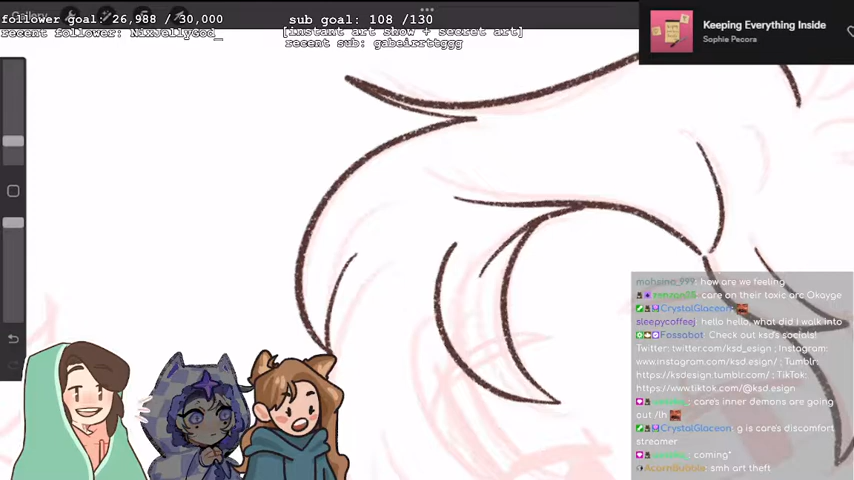 follower goal: 26,988 / 30,000
sub goal: 108 /130
recent follower: NixJellyGod_
[instant art show + secret art]
recent sub: gabeirrttggg
Keeping Everything Inside
Sophie Pecora
mohsina_999: how are we feeling
care on their toxic arc Okayge
CrystalGlaceon:
sleepycoffeej: hello hello, what did I walk into
Fossabot: Check out ksd's socials!
Twitter: twitter.com/ksd_esign ; Instagram:
www.instagram.com/ksd.esign/ ; Tumblr:
https://ksdesign.tumblr.com/ ; TikTok:
https://www.tiktok.com/@ksd.esign
care's inner demons are going
out /lh
CrystalGlaceon: g is care's discomfort
streamer
coming*
AcornBubble: smh art theft